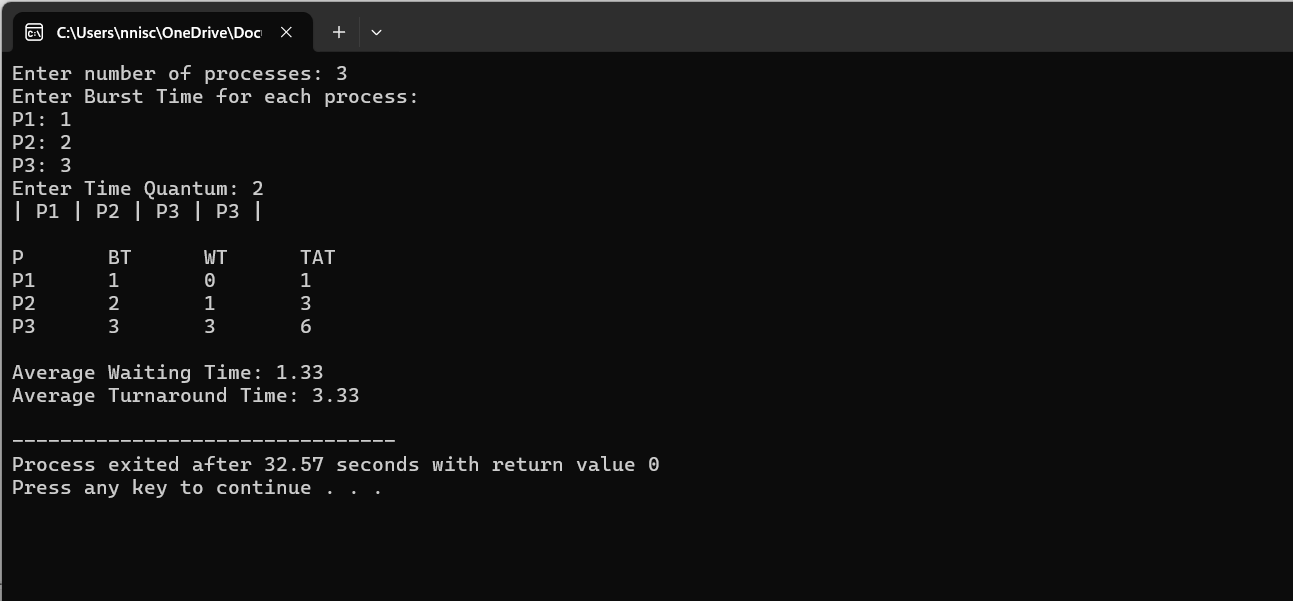 C:\Users\nnisc\OneDrive\Doc
Enter number of processes: 3
Enter Burst Time for each process:
P1: 1
P2: 2
P3: 3
Enter Time Quantum: 2
| P1 | P2 | P3 | P3 |
P BT WT TAT
P1 1 0 1
P2 2 1 3
P3 3 3 6
Average Waiting Time: 1.33
Average Turnaround Time: 3.33
--------------------------------
Process exited after 32.57 seconds with return value 0
Press any key to continue . . .